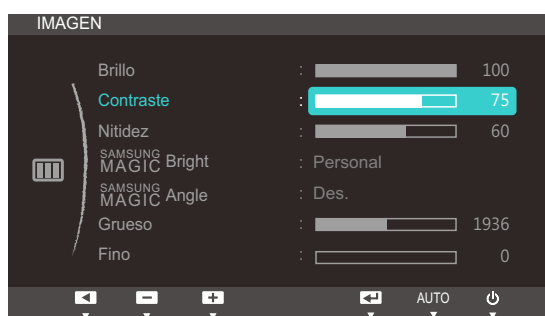 IMAGEN
Brillo : 100
Contraste : 75
Nitidez : 60
SAMSUNG MAGIC Bright : Personal
SAMSUNG MAGIC Angle : Des.
Grueso : 1936
Fino : 0
AUTO